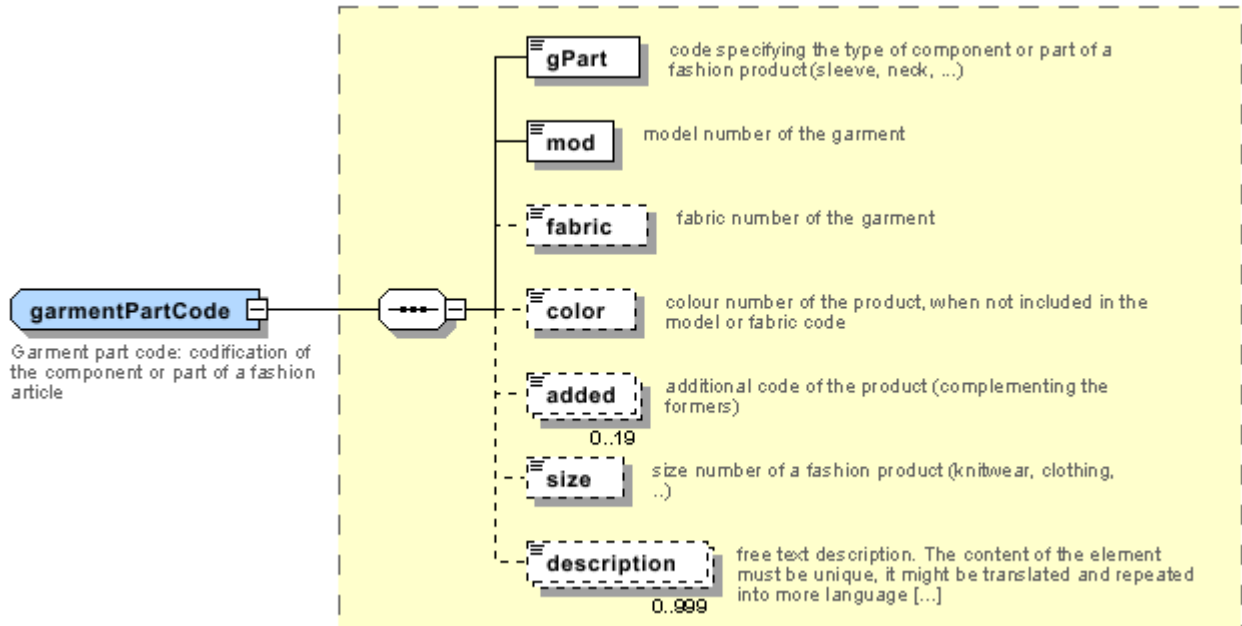 gPart
code specifying the type of component or part of a
fashion product (sleeve, neck, ...)
mod
model number of the garment
fabric
fabric number of the garment
garmentPartCode
Garment part code: codification of
the component or part of a fashion
article
color
colour number of the product, when not included in the
model or fabric code
added
additional code of the product (complementing the
formers)
0..19
size
size number of a fashion product (knitwear, clothing,
..)
description
free text description. The content of the element
must be unique, it might be translated and repeated
into more language [...]
0..999